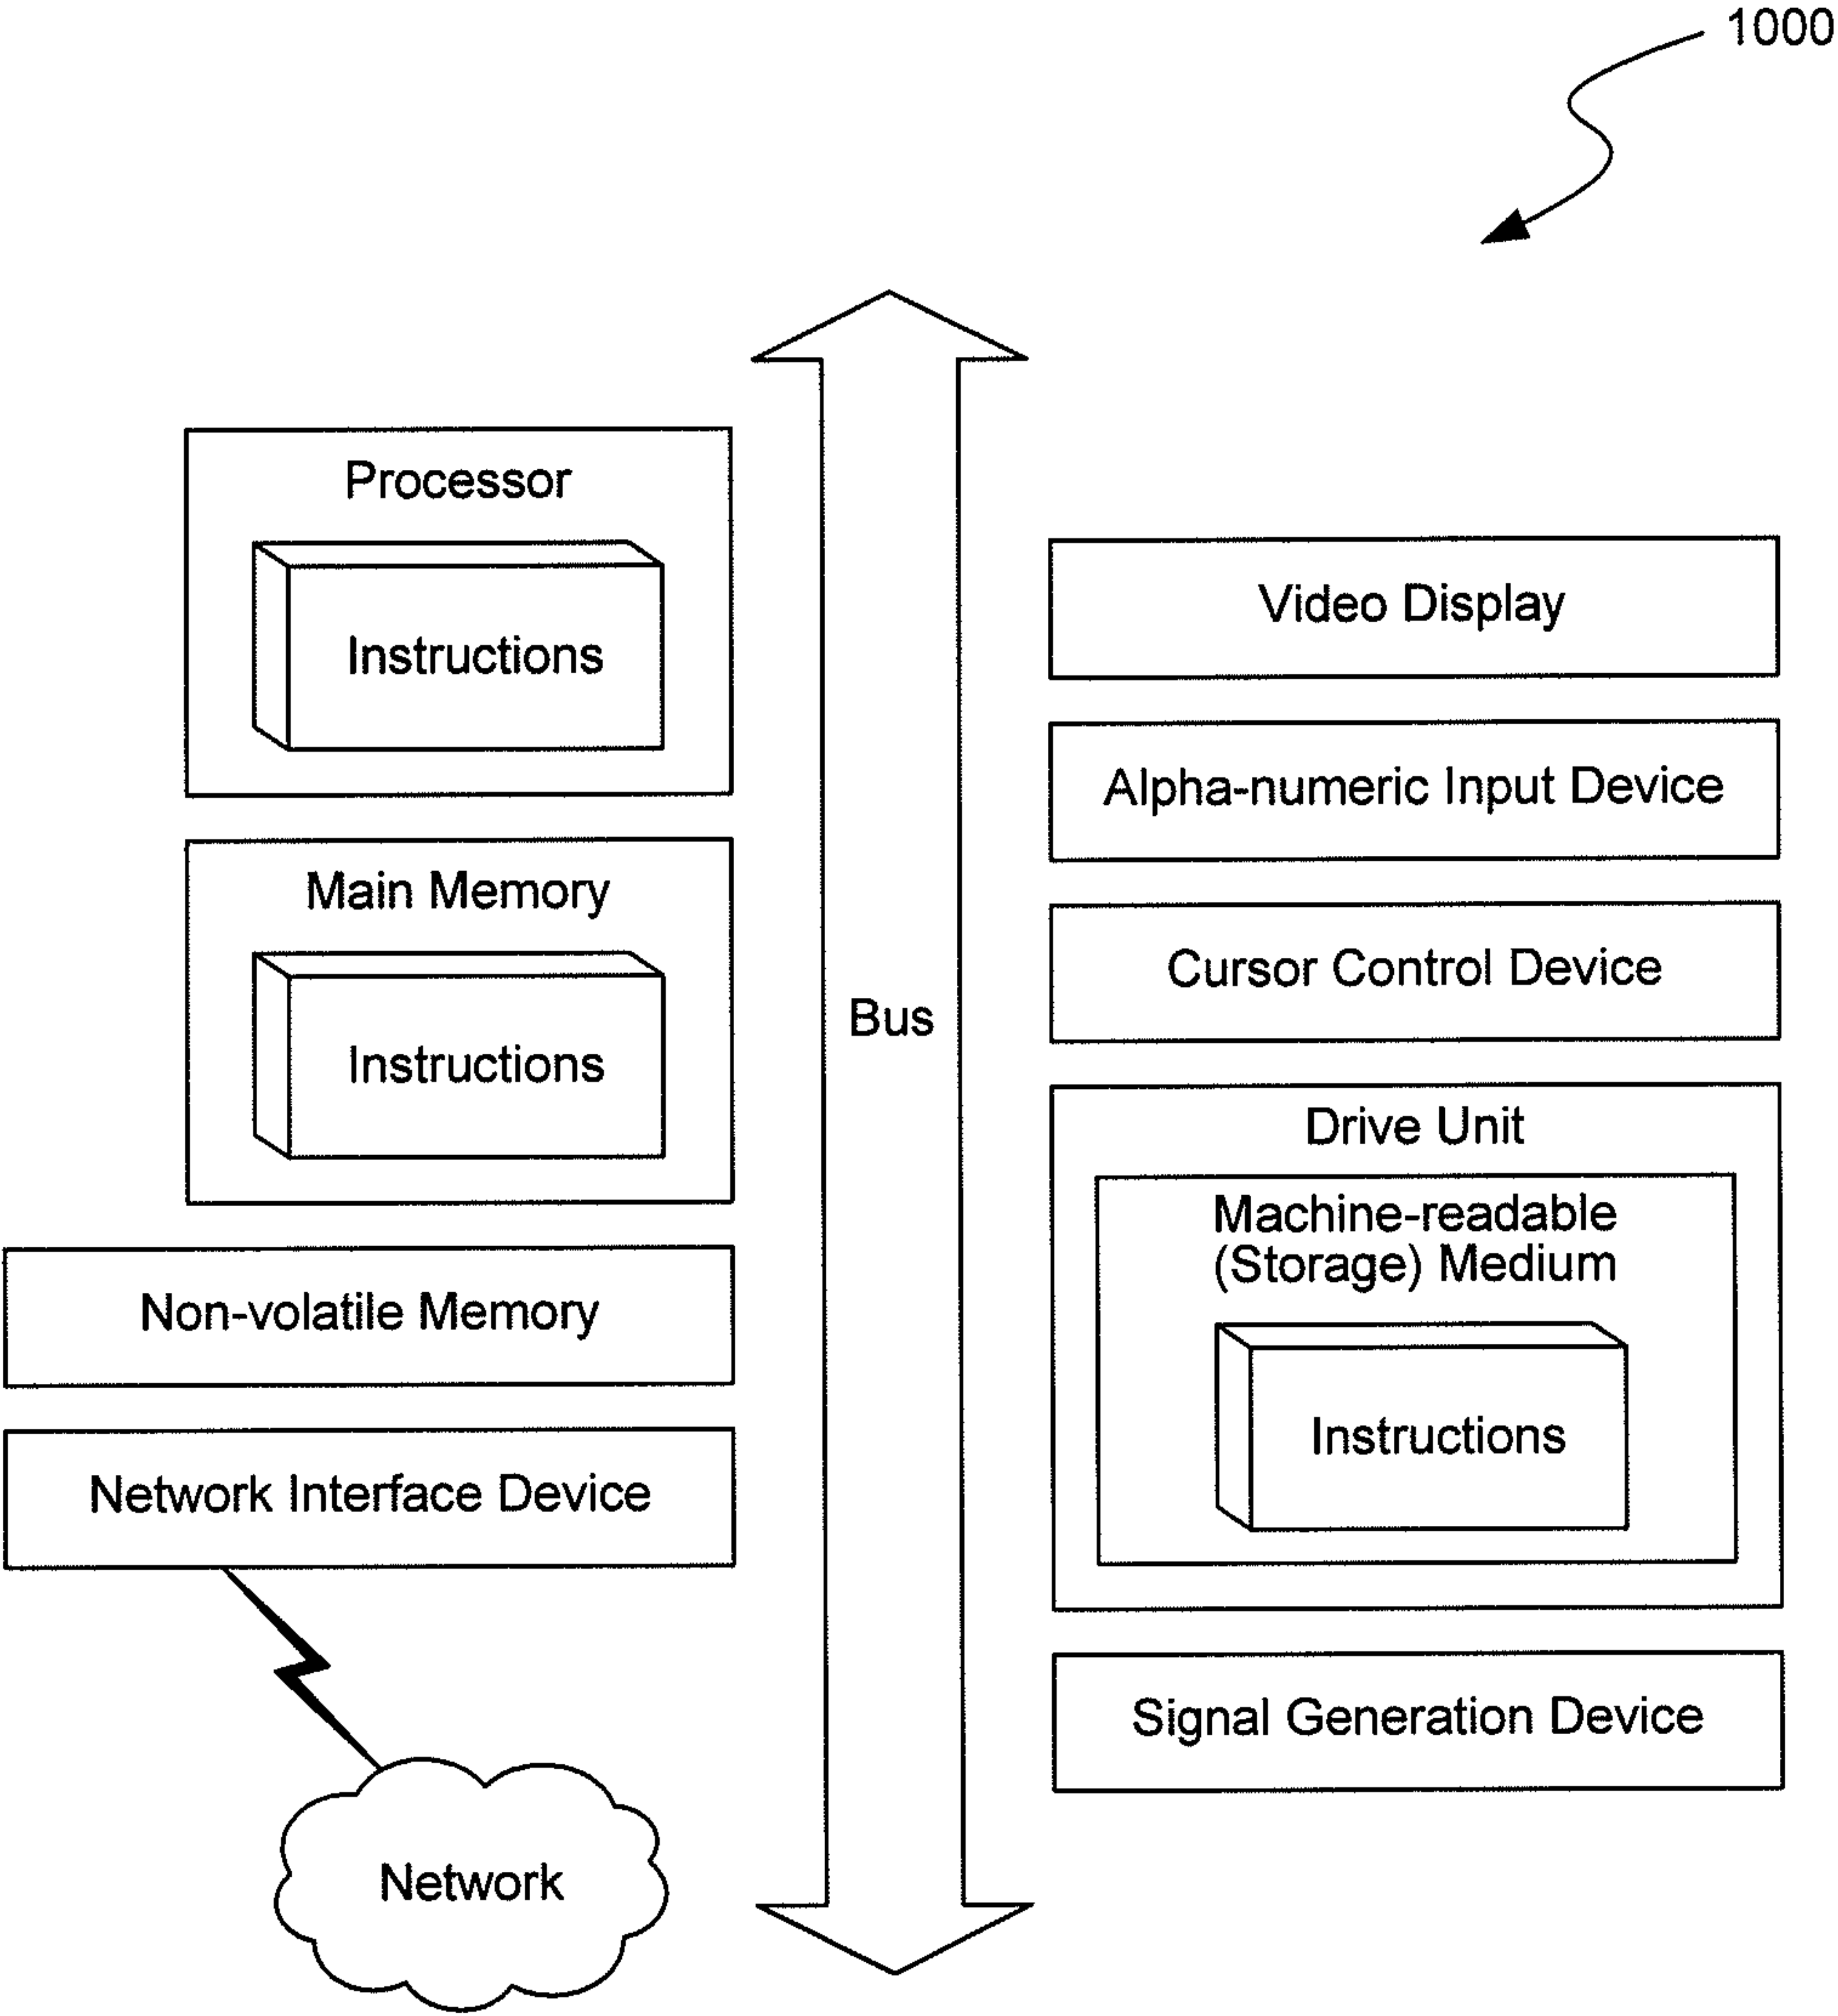 1000
Processor
Instructions
Main Memory
Instructions
Non-volatile Memory
Network Interface Device
Network
Bus
Video Display
Alpha-numeric Input Device
Cursor Control Device
Drive Unit
Machine-readable
(Storage) Medium
Instructions
Signal Generation Device